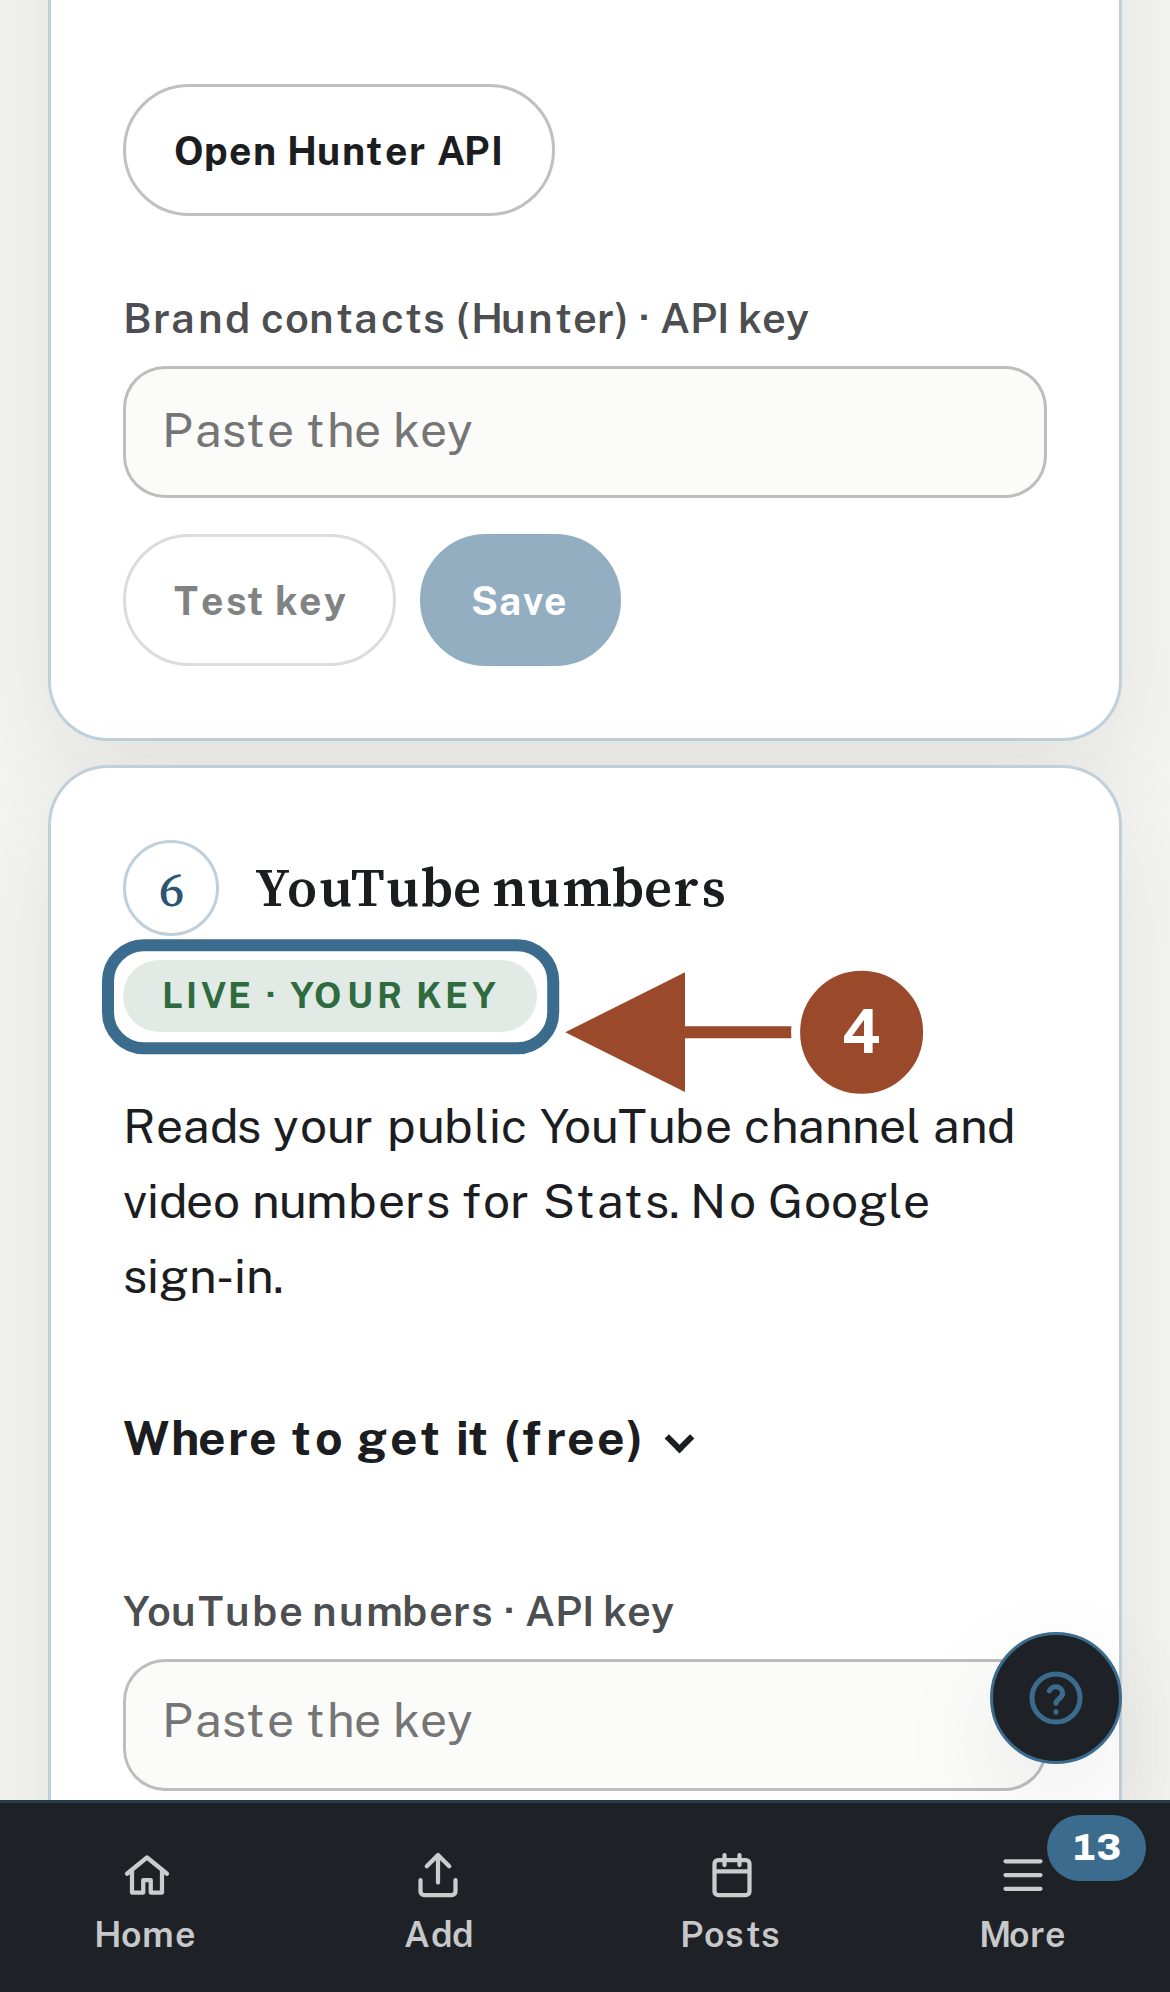 Open Hunter API
Brand contacts (Hunter) · API key
Paste the key
Test key
Save
6
YouTube numbers
LIVE · YOUR KEY
4
Reads your public YouTube channel and
video numbers for Stats. No Google
sign-in.
Where to get it (free)
YouTube numbers · API key
Paste the key
?
13
Home
Add
Posts
More